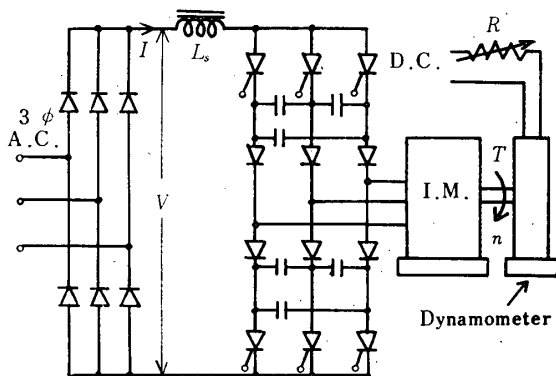 I
L_s
R
D.C.
3 φ
A.C.
V
I.M.
T
n
Dynamometer